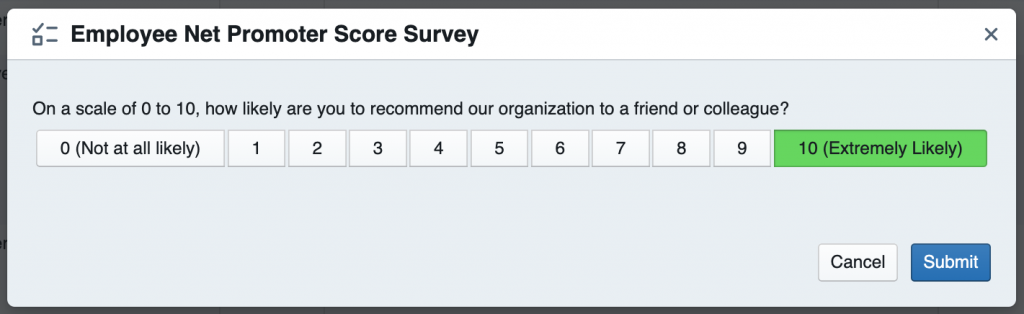 Employee Net Promoter Score Survey
On a scale of 0 to 10, how likely are you to recommend our organization to a friend or colleague?
0 (Not at all likely) 1 2 3 4 5 6 7 8 9 10 (Extremely Likely)
Cancel Submit